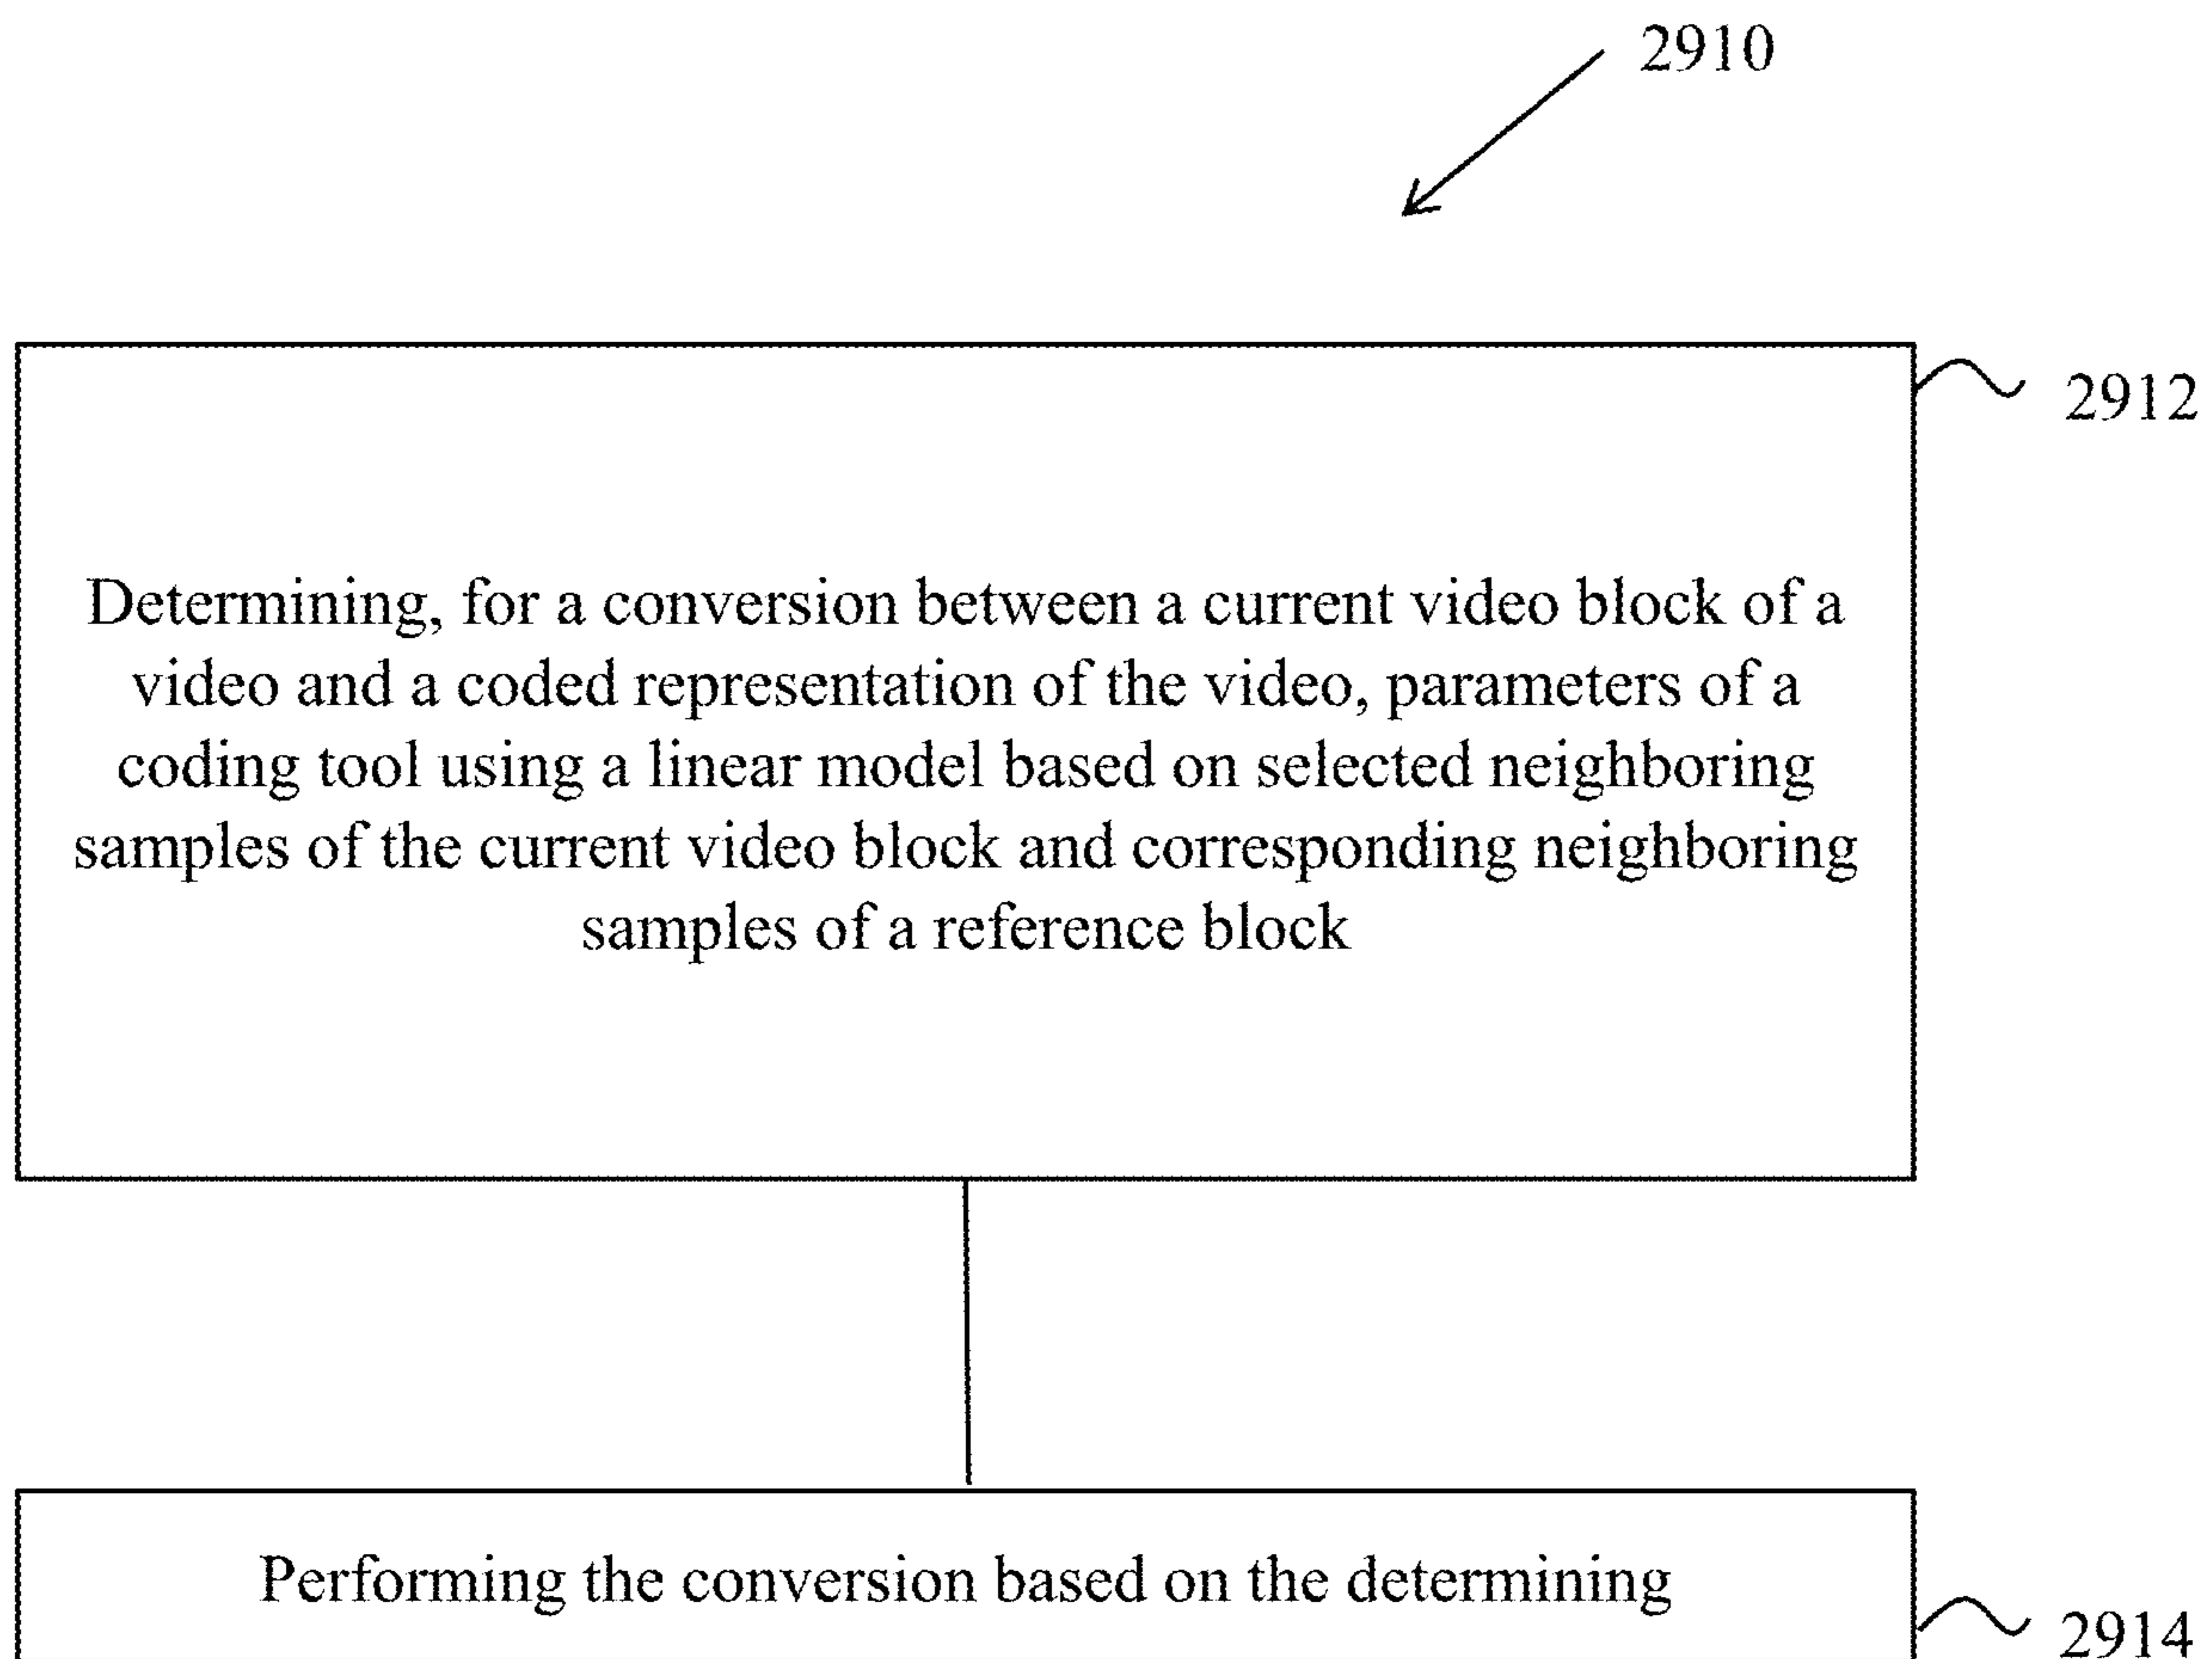 2910
2912
Determining, for a conversion between a current video block of a
video and a coded representation of the video, parameters of a
coding tool using a linear model based on selected neighboring
samples of the current video block and corresponding neighboring
samples of a reference block
Performing the conversion based on the determining
2914